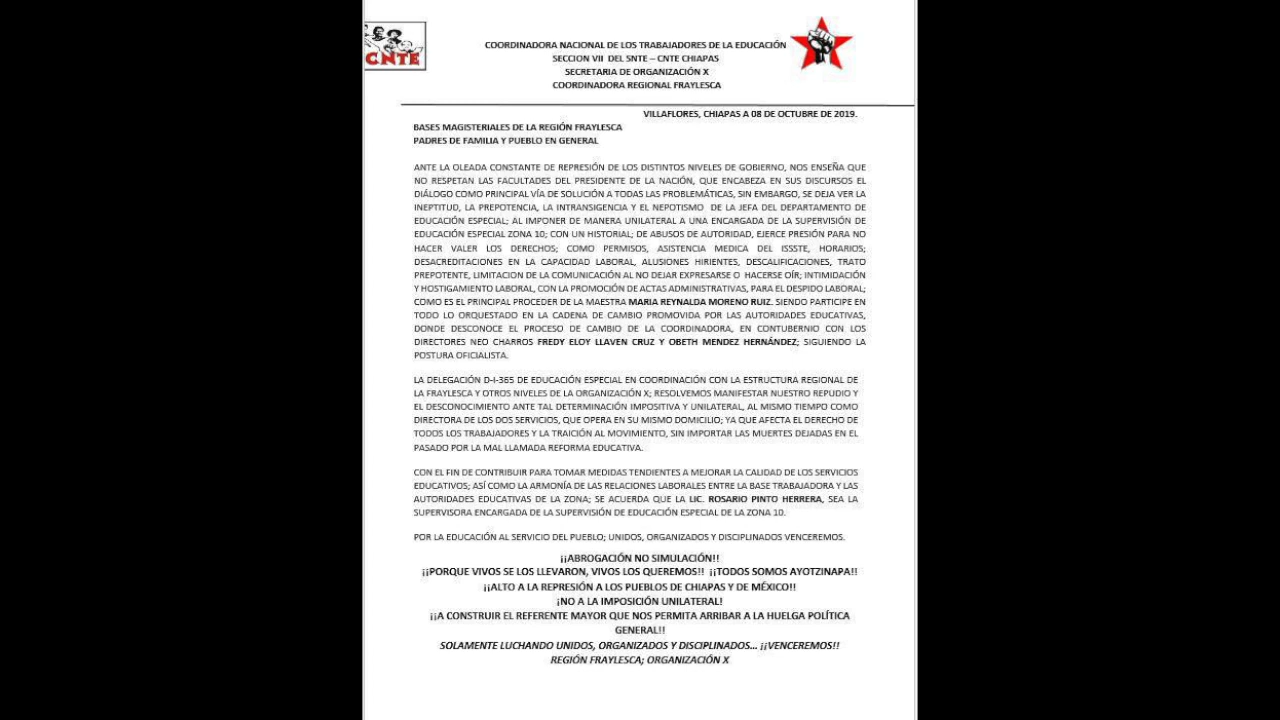 CNTE
COORDINADORA NACIONAL DE LOS TRABAJADORES DE LA EDUCACIÓN
SECCION VII DEL SNTE – CNTE CHIAPAS
SECRETARIA DE ORGANIZACIÓN X
COORDINADORA REGIONAL FRAYLESCA
VILLAFLORES, CHIAPAS A 08 DE OCTUBRE DE 2019.
BASES MAGISTERIALES DE LA REGIÓN FRAYLESCA
PADRES DE FAMILIA Y PUEBLO EN GENERAL
ANTE LA OLEADA CONSTANTE DE REPRESIÓN DE LOS DISTINTOS NIVELES DE GOBIERNO, NOS ENSEÑA QUE
NO RESPETAN LAS FACULTADES DEL PRESIDENTE DE LA NACIÓN, QUE ENCABEZA EN SUS DISCURSOS EL
DIÁLOGO COMO PRINCIPAL VÍA DE SOLUCIÓN A TODAS LAS PROBLEMÁTICAS, SIN EMBARGO, SE DEJA VER LA
INEPTITUD, LA PREPOTENCIA, LA INTRANSIGENCIA Y EL NEPOTISMO DE LA JEFA DEL DEPARTAMENTO DE
EDUCACIÓN ESPECIAL; AL IMPONER DE MANERA UNILATERAL A UNA ENCARGADA DE LA SUPERVISIÓN DE
EDUCACIÓN ESPECIAL ZONA 10; CON UN HISTORIAL; DE ABUSOS DE AUTORIDAD, EJERCE PRESIÓN PARA NO
HACER VALER LOS DERECHOS; COMO PERMISOS, ASISTENCIA MEDICA DEL ISSSTE, HORARIOS;
DESACREDITACIONES EN LA CAPACIDAD LABORAL, ALUSIONES HIRIENTES, DESCALIFICACIONES, TRATO
PREPOTENTE, LIMITACION DE LA COMUNICACIÓN AL NO DEJAR EXPRESARSE O HACERSE OÍR; INTIMIDACIÓN
Y HOSTIGAMIENTO LABORAL, CON LA PROMOCIÓN DE ACTAS ADMINISTRATIVAS, PARA EL DESPIDO LABORAL;
COMO ES EL PRINCIPAL PROCEDER DE LA MAESTRA MARIA REYNALDA MORENO RUIZ. SIENDO PARTICIPE EN
TODO LO ORQUESTADO EN LA CADENA DE CAMBIO PROMOVIDA POR LAS AUTORIDADES EDUCATIVAS,
DONDE DESCONOCE EL PROCESO DE CAMBIO DE LA COORDINADORA, EN CONTUBERNIO CON LOS
DIRECTORES NEO CHARROS FREDY ELOY LLAVEN CRUZ Y OBETH MENDEZ HERNÁNDEZ; SIGUIENDO LA
POSTURA OFICIALISTA.
LA DELEGACIÓN D-I-365 DE EDUCACIÓN ESPECIAL EN COORDINACIÓN CON LA ESTRUCTURA REGIONAL DE
LA FRAYLESCA Y OTROS NIVELES DE LA ORGANIZACIÓN X; RESOLVEMOS MANIFESTAR NUESTRO REPUDIO Y
EL DESCONOCIMIENTO ANTE TAL DETERMINACIÓN IMPOSITIVA Y UNILATERAL, AL MISMO TIEMPO COMO
DIRECTORA DE LOS DOS SERVICIOS, QUE OPERA EN SU MISMO DOMICILIO; YA QUE AFECTA EL DERECHO DE
TODOS LOS TRABAJADORES Y LA TRAICIÓN AL MOVIMIENTO, SIN IMPORTAR LAS MUERTES DEJADAS EN EL
PASADO POR LA MAL LLAMADA REFORMA EDUCATIVA.
CON EL FIN DE CONTRIBUIR PARA TOMAR MEDIDAS TENDIENTES A MEJORAR LA CALIDAD DE LOS SERVICIOS
EDUCATIVOS; ASÍ COMO LA ARMONÍA DE LAS RELACIONES LABORALES ENTRE LA BASE TRABAJADORA Y LAS
AUTORIDADES EDUCATIVAS DE LA ZONA; SE ACUERDA QUE LA LIC. ROSARIO PINTO HERRERA, SEA LA
SUPERVISORA ENCARGADA DE LA SUPERVISIÓN DE EDUCACIÓN ESPECIAL DE LA ZONA 10.
POR LA EDUCACIÓN AL SERVICIO DEL PUEBLO; UNIDOS, ORGANIZADOS Y DISCIPLINADOS VENCEREMOS.
¡¡ABROGACIÓN NO SIMULACIÓN!!
¡¡PORQUE VIVOS SE LOS LLEVARON, VIVOS LOS QUEREMOS!! ¡¡TODOS SOMOS AYOTZINAPA!!
¡¡ALTO A LA REPRESIÓN A LOS PUEBLOS DE CHIAPAS Y DE MÉXICO!!
¡NO A LA IMPOSICIÓN UNILATERAL!
¡¡A CONSTRUIR EL REFERENTE MAYOR QUE NOS PERMITA ARRIBAR A LA HUELGA POLÍTICA
GENERAL!!
SOLAMENTE LUCHANDO UNIDOS, ORGANIZADOS Y DISCIPLINADOS... ¡¡VENCEREMOS!!
REGIÓN FRAYLESCA; ORGANIZACIÓN X